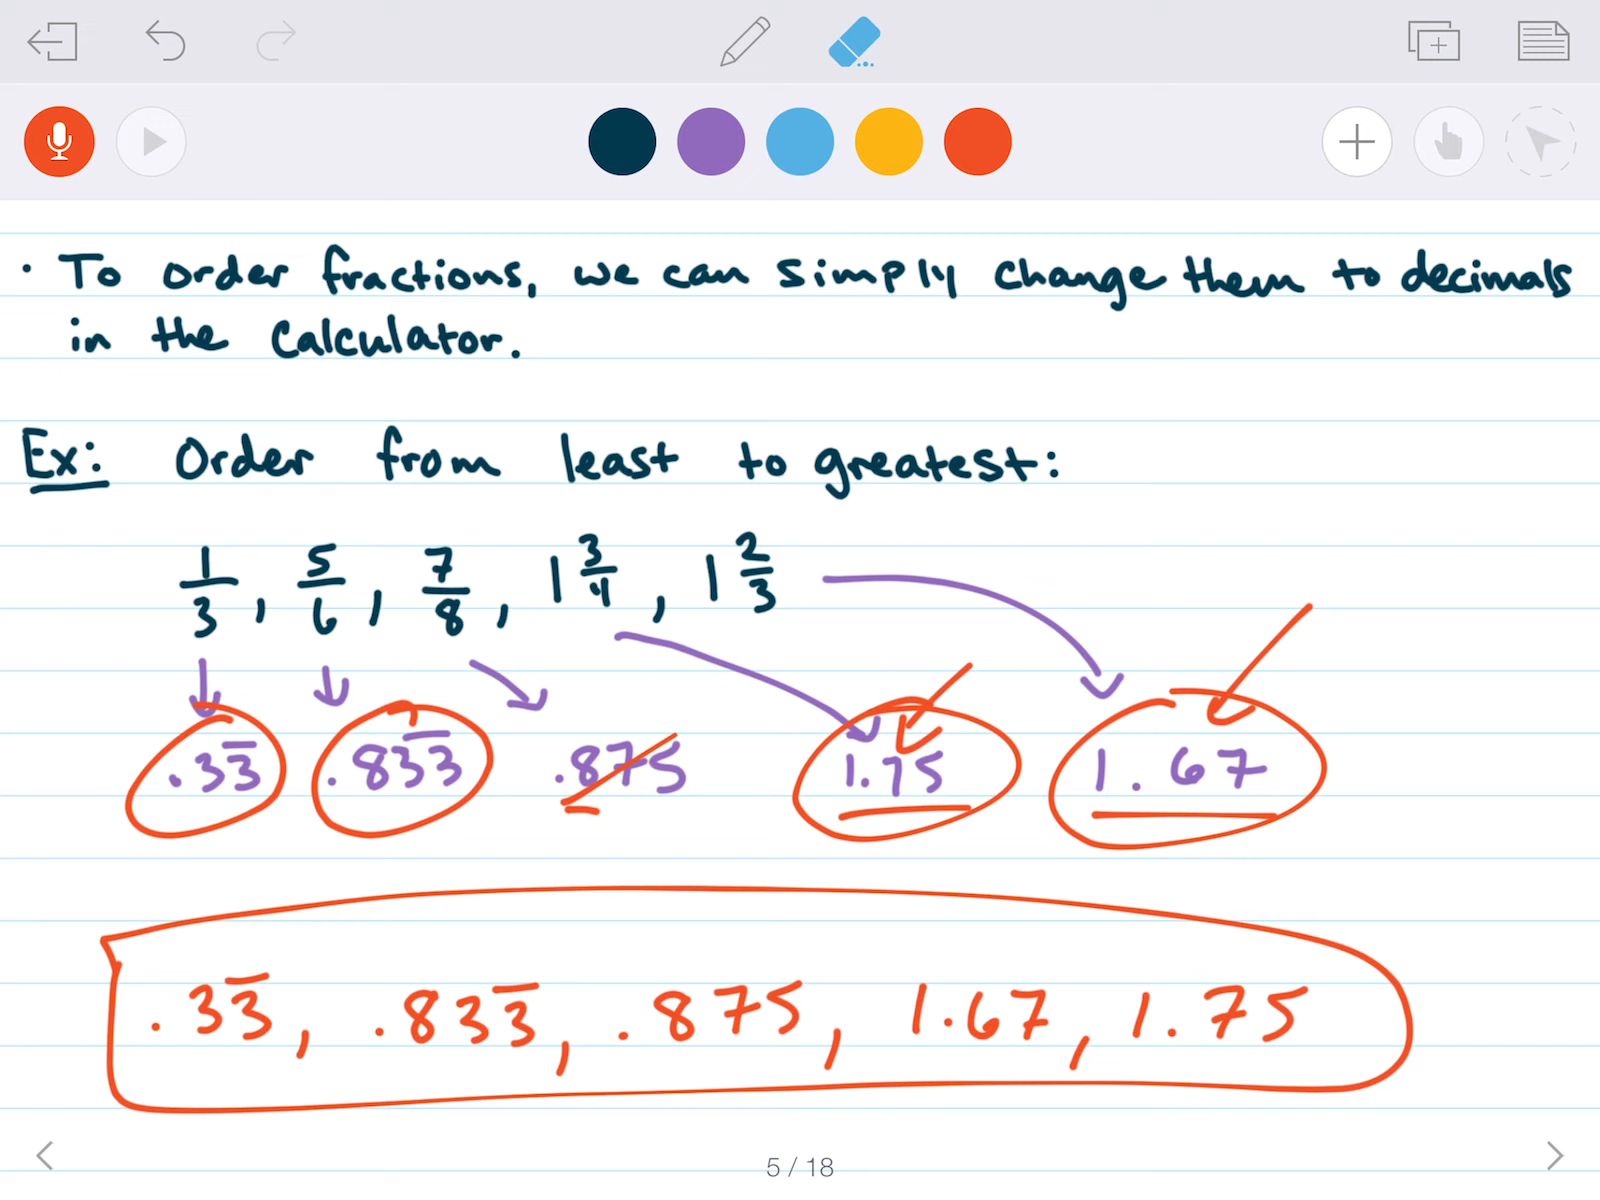 · To order fractions, we can simply change them to decimals
in the calculator.
Ex: Order from least to greatest:
1/3, 5/6, 7/8, 1 3/4, 1 2/3
.33̅ .833̅ .875 1.75 1.67
.33̅, .833̅, .875, 1.67, 1.75
5 / 18